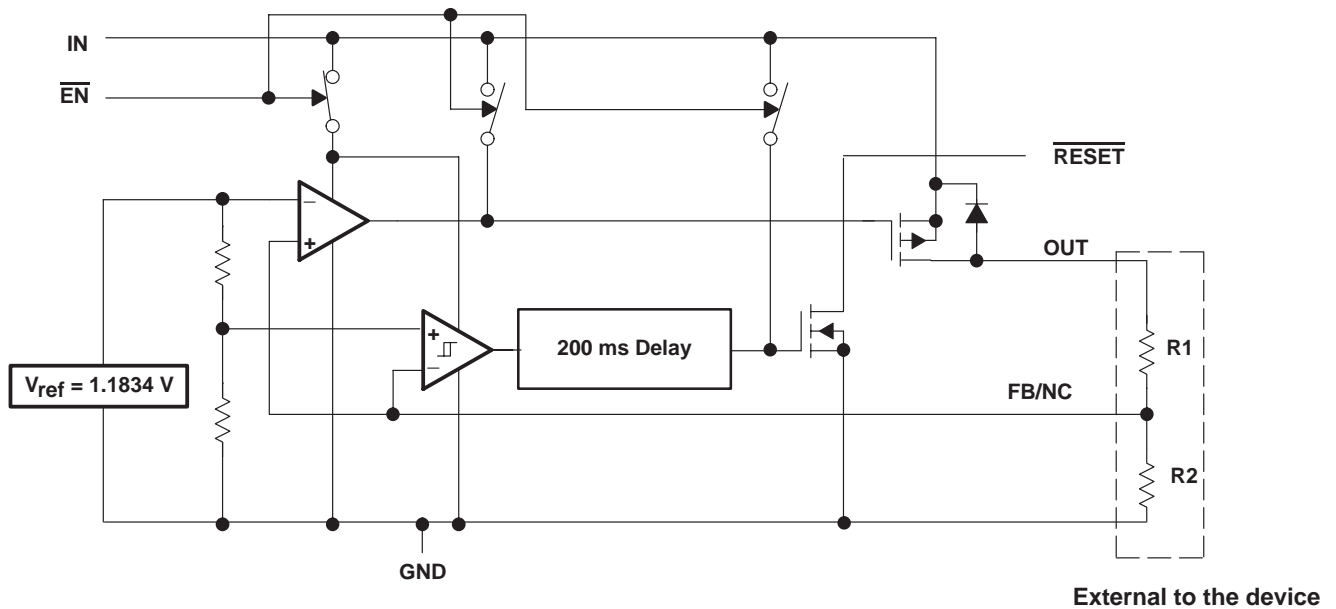 IN
EN
RESET
−
+
OUT
+
−
200 ms Delay
R1
Vref = 1.1834 V
FB/NC
R2
GND
External to the device